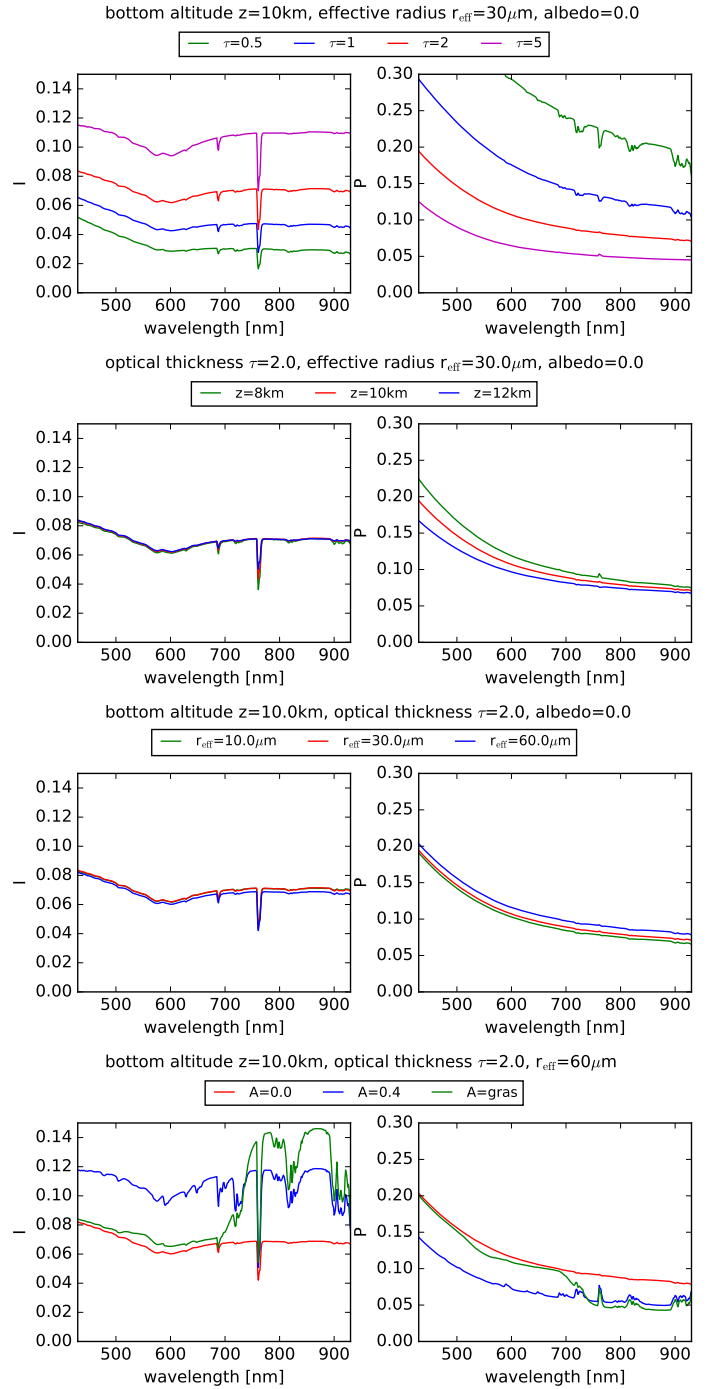 bottom altitude z=10km, effective radius r_eff=30μm, albedo=0.0
τ=0.5 τ=1 τ=2 τ=5
0.14 0.12 0.10 0.08 0.06 0.04 0.02 0.00
I
500 600 700 800 900
wavelength [nm]
0.30 0.25 0.20 0.15 0.10 0.05 0.00
P
500 600 700 800 900
wavelength [nm]
optical thickness τ=2.0, effective radius r_eff=30.0μm, albedo=0.0
z=8km z=10km z=12km
0.14 0.12 0.10 0.08 0.06 0.04 0.02 0.00
I
500 600 700 800 900
wavelength [nm]
0.30 0.25 0.20 0.15 0.10 0.05 0.00
P
500 600 700 800 900
wavelength [nm]
bottom altitude z=10.0km, optical thickness τ=2.0, albedo=0.0
r_eff=10.0μm r_eff=30.0μm r_eff=60.0μm
0.14 0.12 0.10 0.08 0.06 0.04 0.02 0.00
I
500 600 700 800 900
wavelength [nm]
0.30 0.25 0.20 0.15 0.10 0.05 0.00
P
500 600 700 800 900
wavelength [nm]
bottom altitude z=10.0km, optical thickness τ=2.0, r_eff=60μm
A=0.0 A=0.4 A=gras
0.14 0.12 0.10 0.08 0.06 0.04 0.02 0.00
I
500 600 700 800 900
wavelength [nm]
0.30 0.25 0.20 0.15 0.10 0.05 0.00
P
500 600 700 800 900
wavelength [nm]